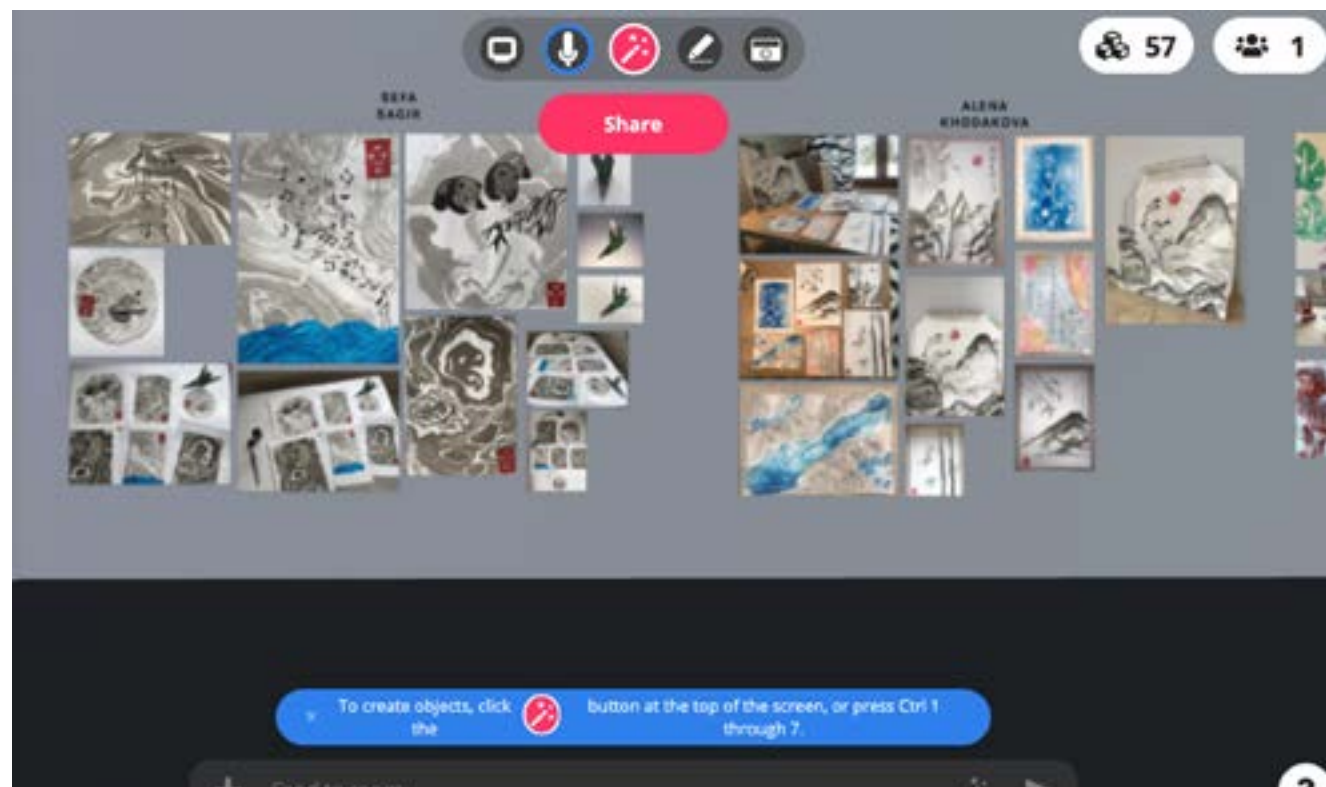 57
1
Share
SAGIR
ALENA
KHODAKOVA
To create objects, click
the
button at the top of the screen, or press Ctrl 1
through 7.